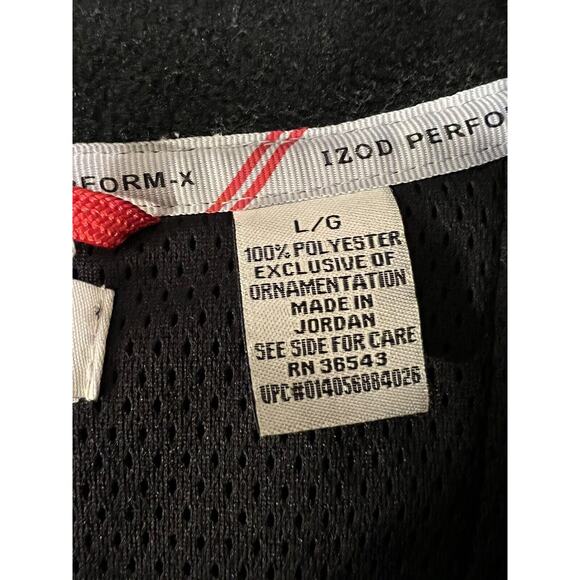 FORM-X IZOD PERFO
L/G
100% POLYESTER
EXCLUSIVE OF
ORNAMENTATION
MADE IN
JORDAN
SEE SIDE FOR CARE
RN 36543
UPC#014056884026